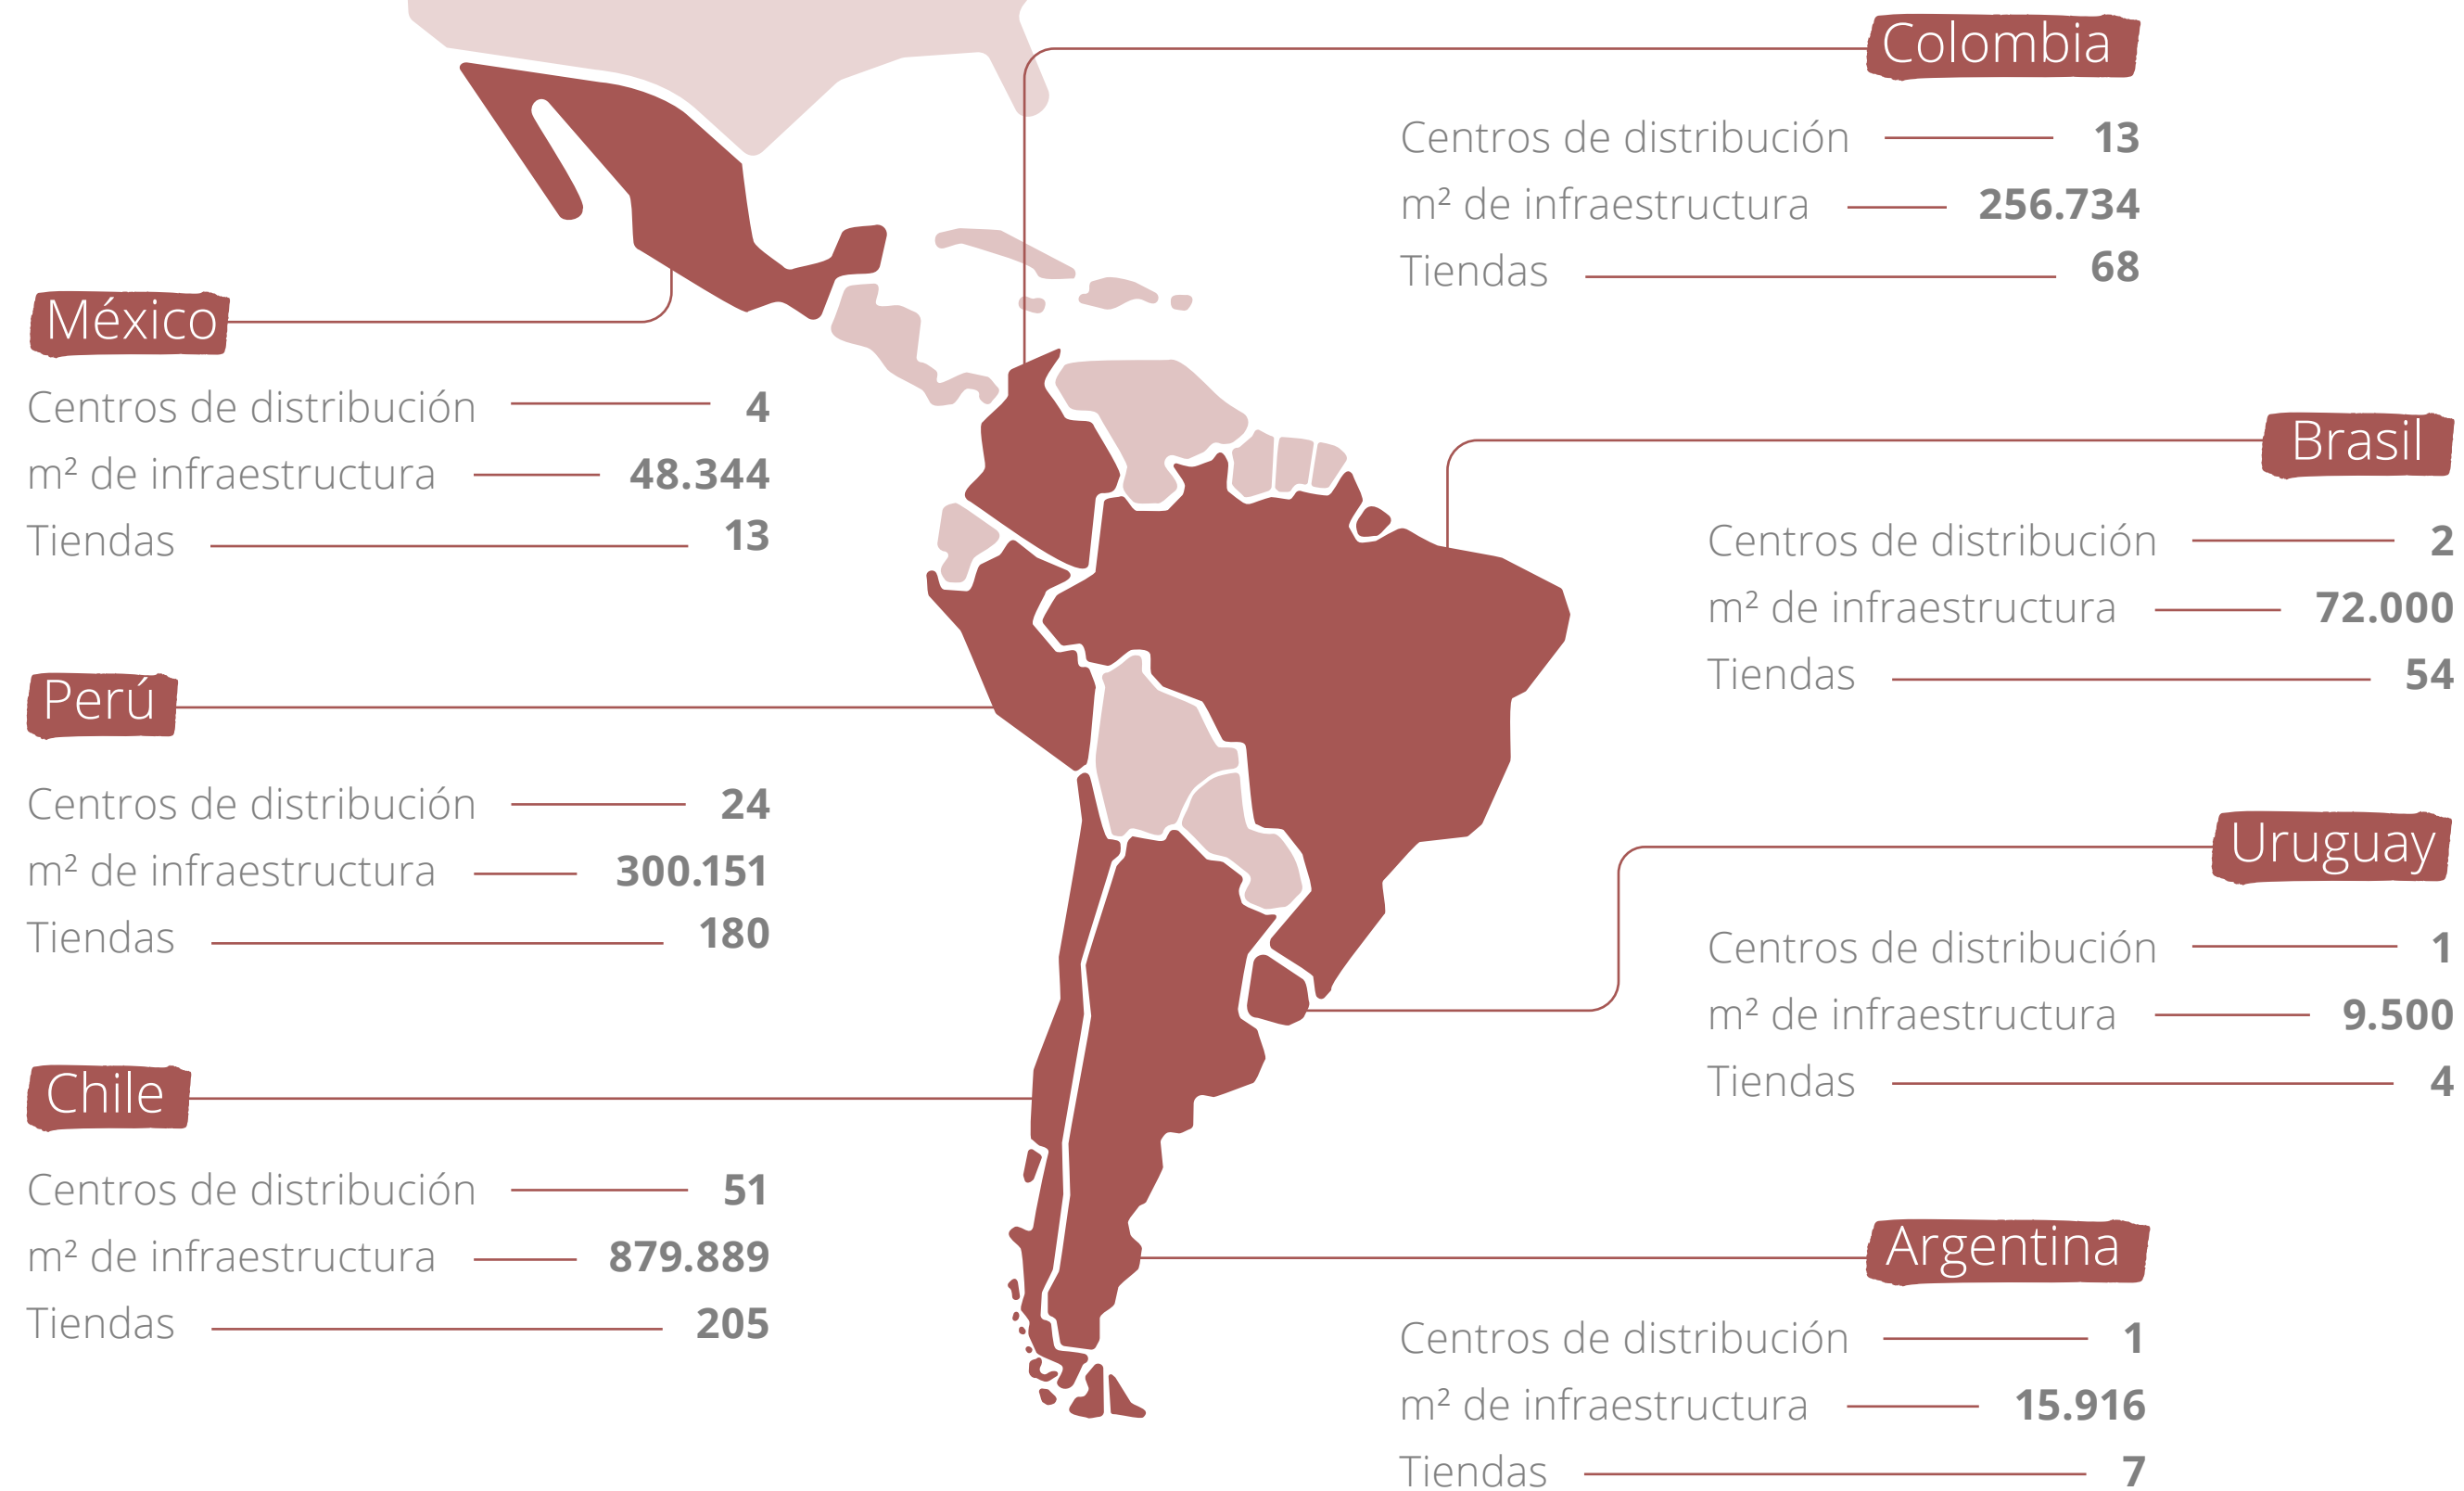 México
Centros de distribución 4
m² de infraestructura 48.344
Tiendas 13
Perú
Centros de distribución 24
m² de infraestructura 300.151
Tiendas 180
Chile
Centros de distribución 51
m² de infraestructura 879.889
Tiendas 205
Colombia
Centros de distribución 13
m² de infraestructura 256.734
Tiendas 68
Brasil
Centros de distribución 2
m² de infraestructura 72.000
Tiendas 54
Uruguay
Centros de distribución 1
m² de infraestructura 9.500
Tiendas 4
Argentina
Centros de distribución 1
m² de infraestructura 15.916
Tiendas 7